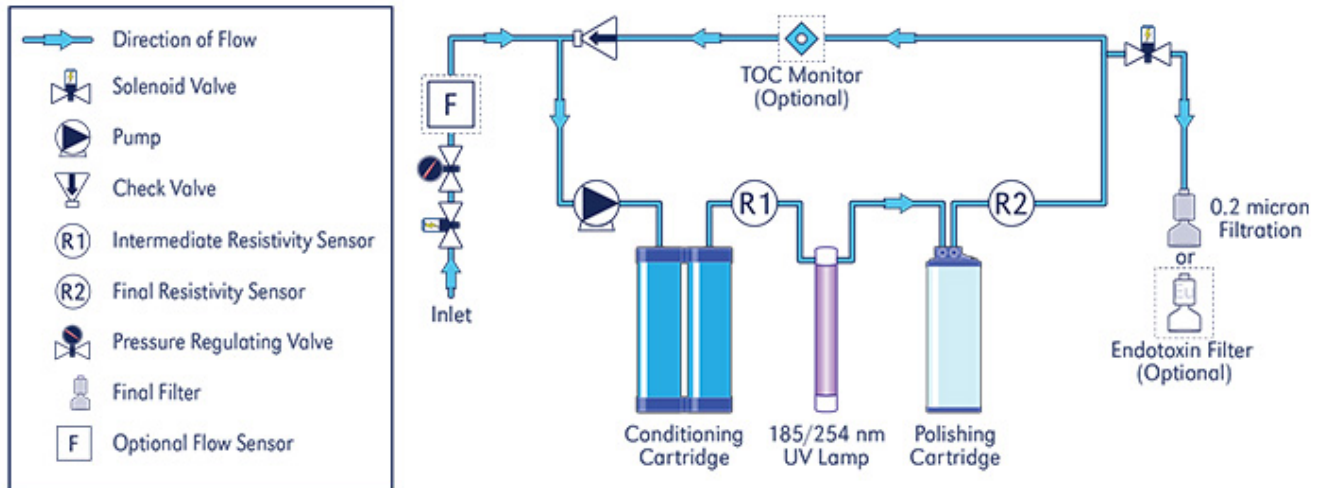 Direction of Flow
Solenoid Valve
Pump
Check Valve
R1
Intermediate Resistivity Sensor
R2
Final Resistivity Sensor
Pressure Regulating Valve
Final Filter
F
Optional Flow Sensor
F
Inlet
TOC Monitor
(Optional)
R1
R2
Conditioning
Cartridge
185/254 nm
UV Lamp
Polishing
Cartridge
0.2 micron
Filtration
or
EU
Endotoxin Filter
(Optional)